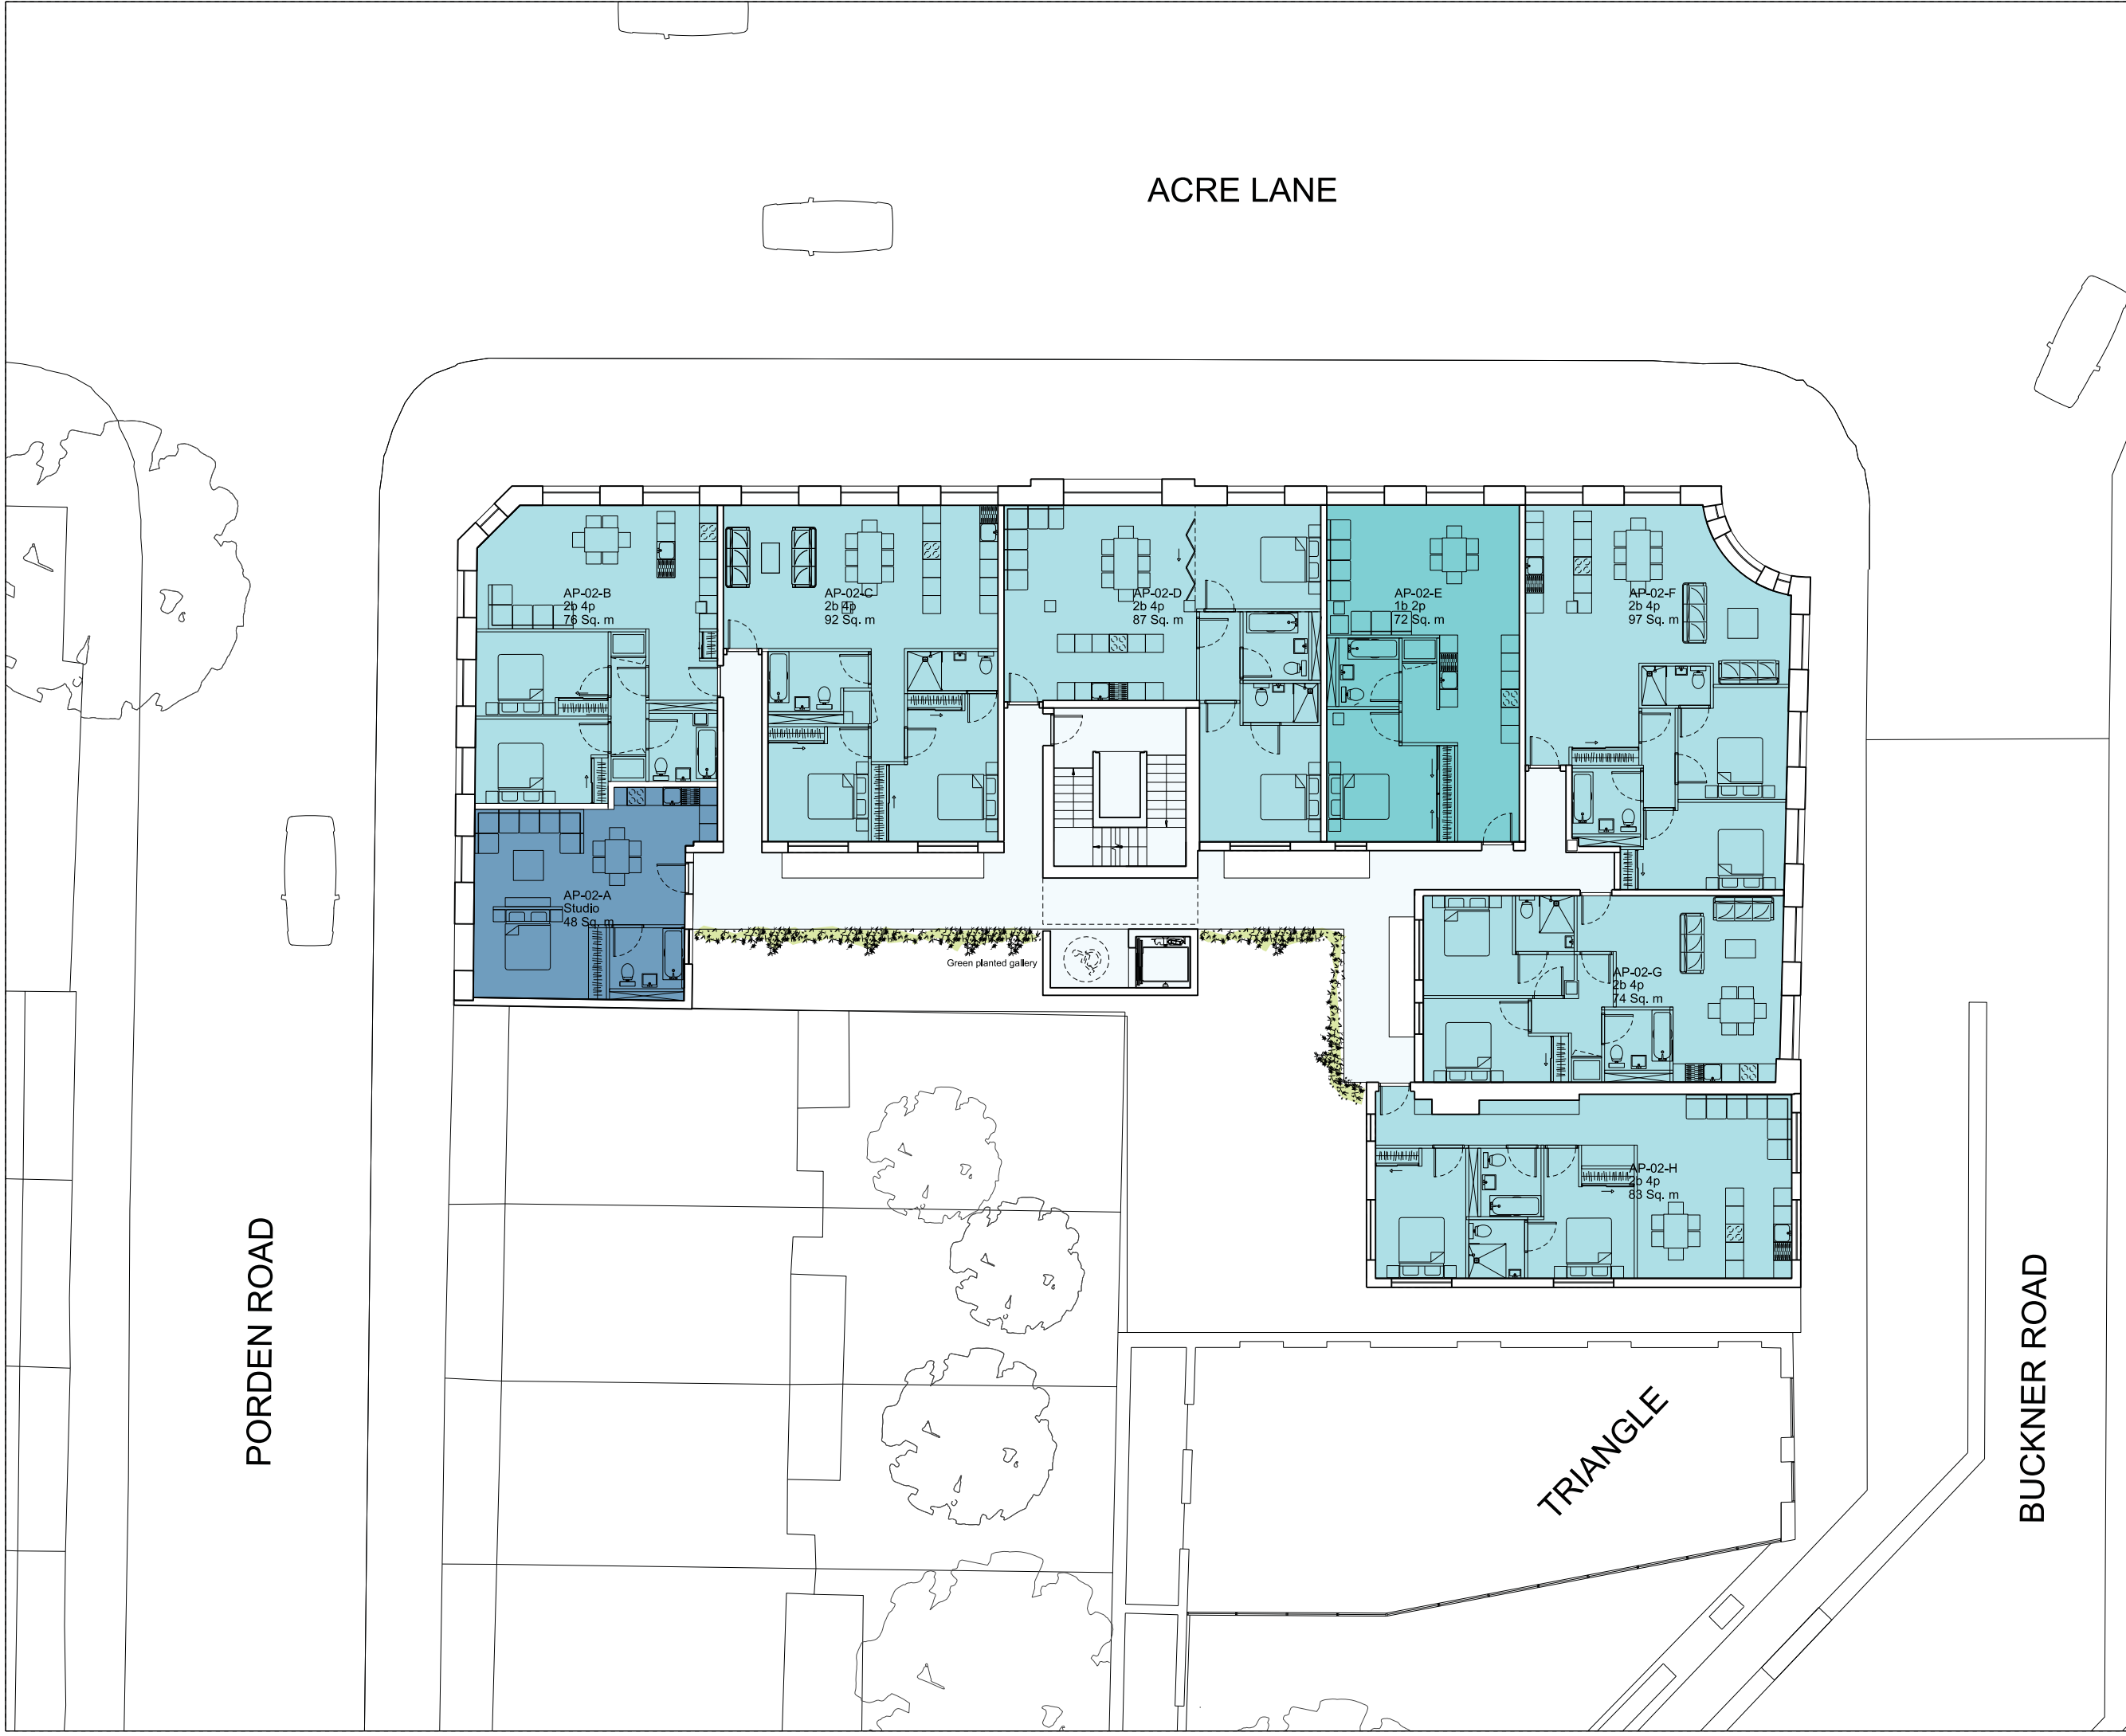 ACRE LANE
AP-02-B
2b 4p
76 Sq. m
AP-02-C
2b 4p
92 Sq. m
AP-02-D
2b 4p
87 Sq. m
AP-02-E
1b 2p
72 Sq. m
AP-02-F
2b 4p
97 Sq. m
AP-02-A
Studio
48 Sq. m
Green planted gallery
AP-02-G
2b 4p
74 Sq. m
AP-02-H
2b 4p
83 Sq. m
PORDEN ROAD
TRIANGLE
BUCKNER ROAD